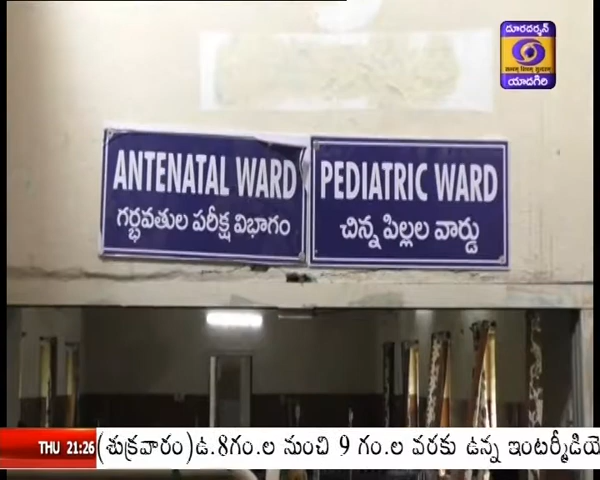 దూరదర్శన్
యాదగిరి
ANTENATAL WARD
గర్భవతుల పరీక్ష విభాగం
PEDIATRIC WARD
చిన్న పిల్లల వార్డు
THU 21:26 (శుక్రవారం)ఉ.8గం.ల నుంచి 9 గం.ల వరకు ఉన్న ఇంటర్మీడియె